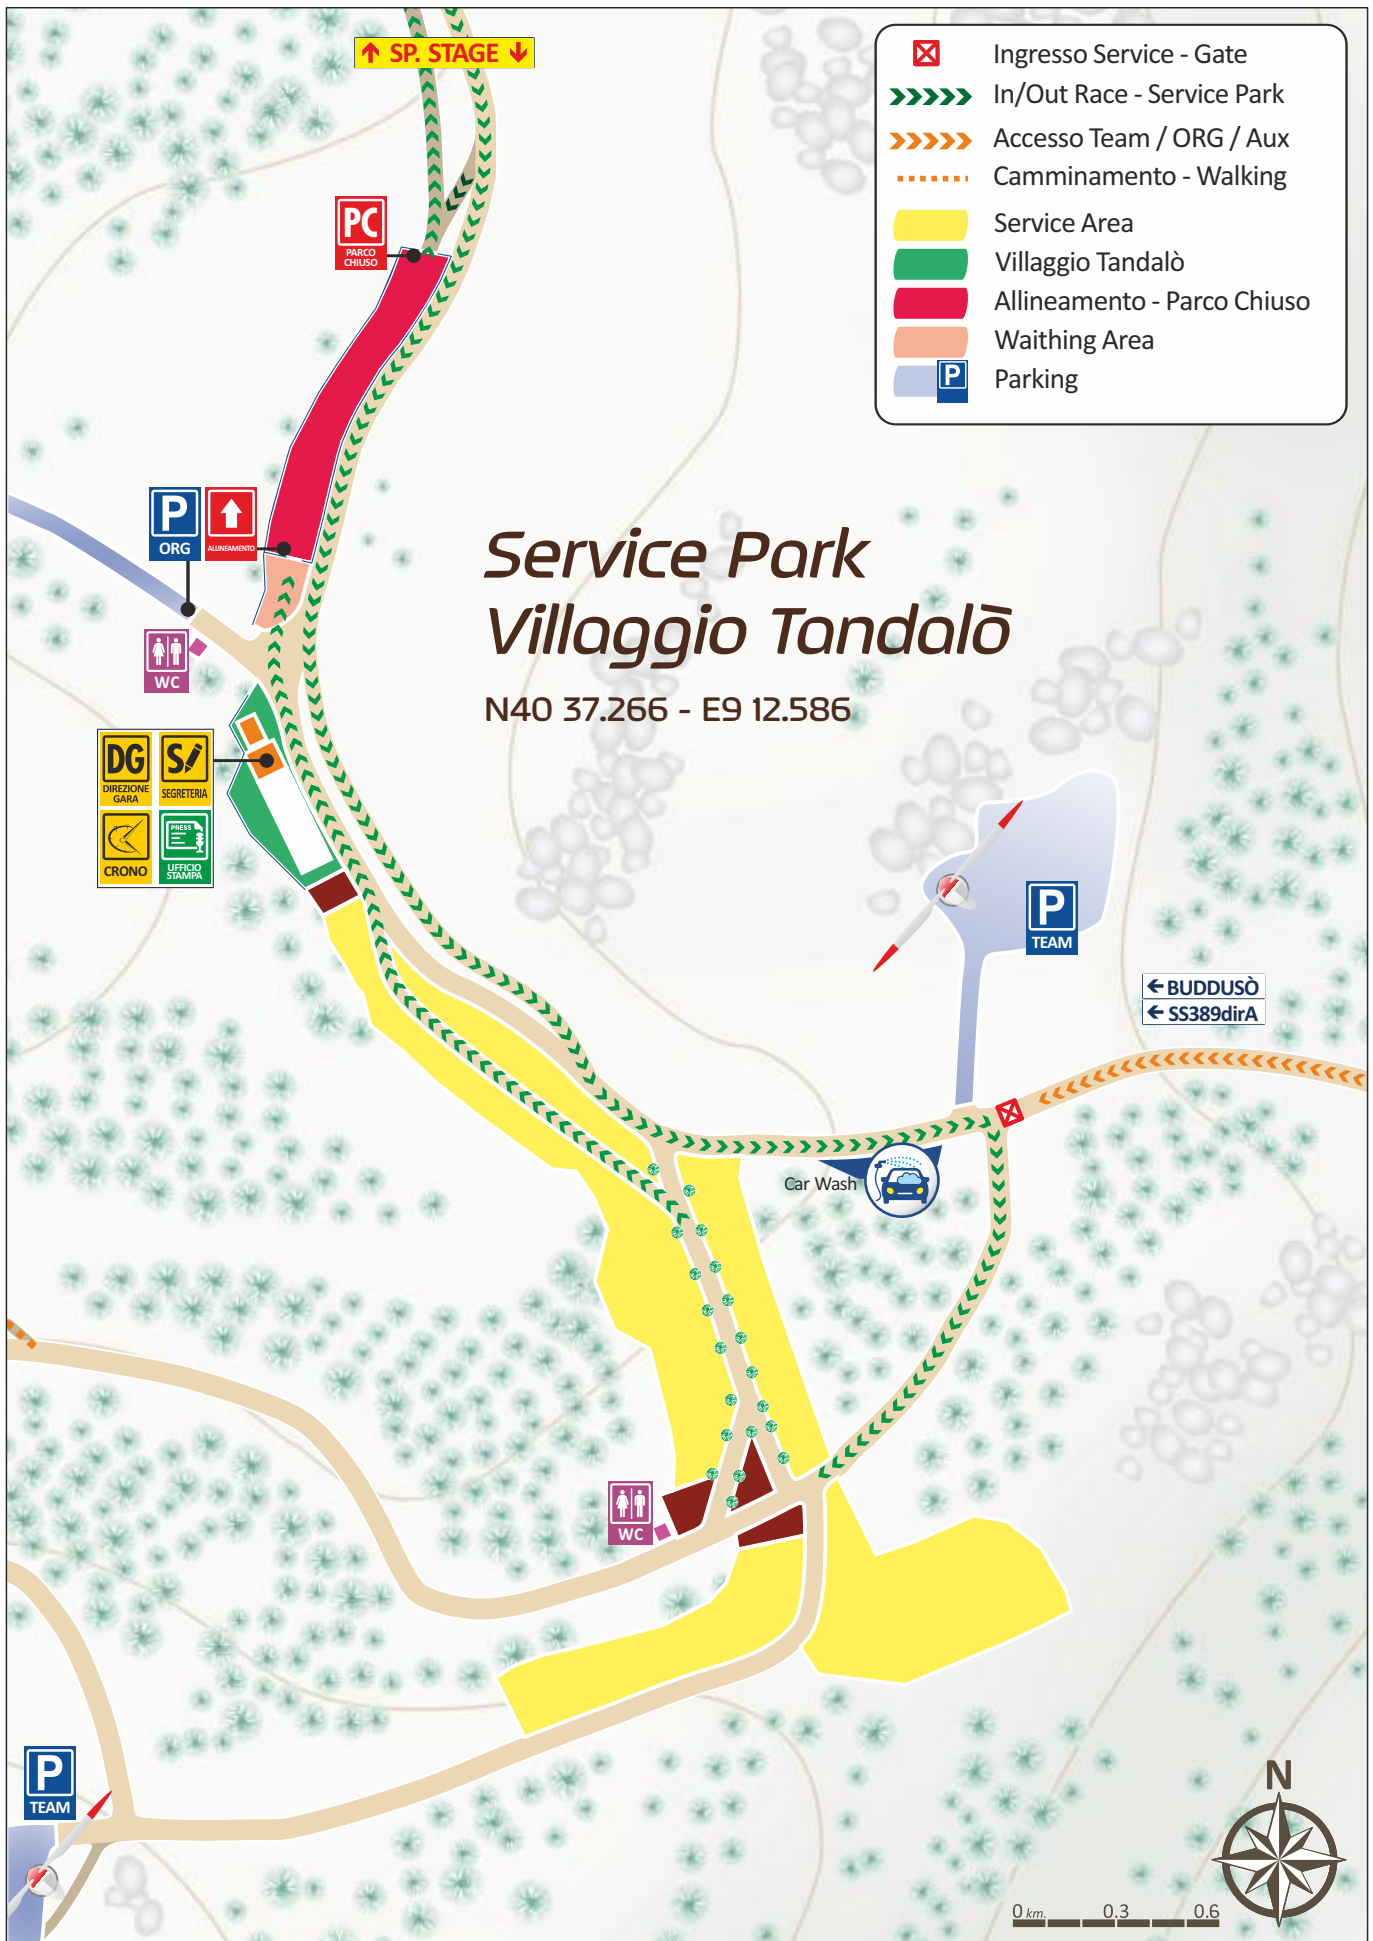 ↑ SP. STAGE ↓
Ingresso Service - Gate
In/Out Race - Service Park
Accesso Team / ORG / Aux
Camminamento - Walking
Service Area
Villaggio Tandalò
Allineamento - Parco Chiuso
Waithing Area
P Parking
PC
PARCO
CHIUSO
P
ORG
ALLINEAMENTO
Service Park
Villaggio Tandalò
N40 37.266 - E9 12.586
WC
DG
DIREZIONE
GARA
S
SEGRETERIA
CRONO
PRESS
UFFICIO
STAMPA
P
TEAM
← BUDDUSÒ
← SS389dirA
Car Wash
WC
P
TEAM
N
0 km. 0.3 0.6